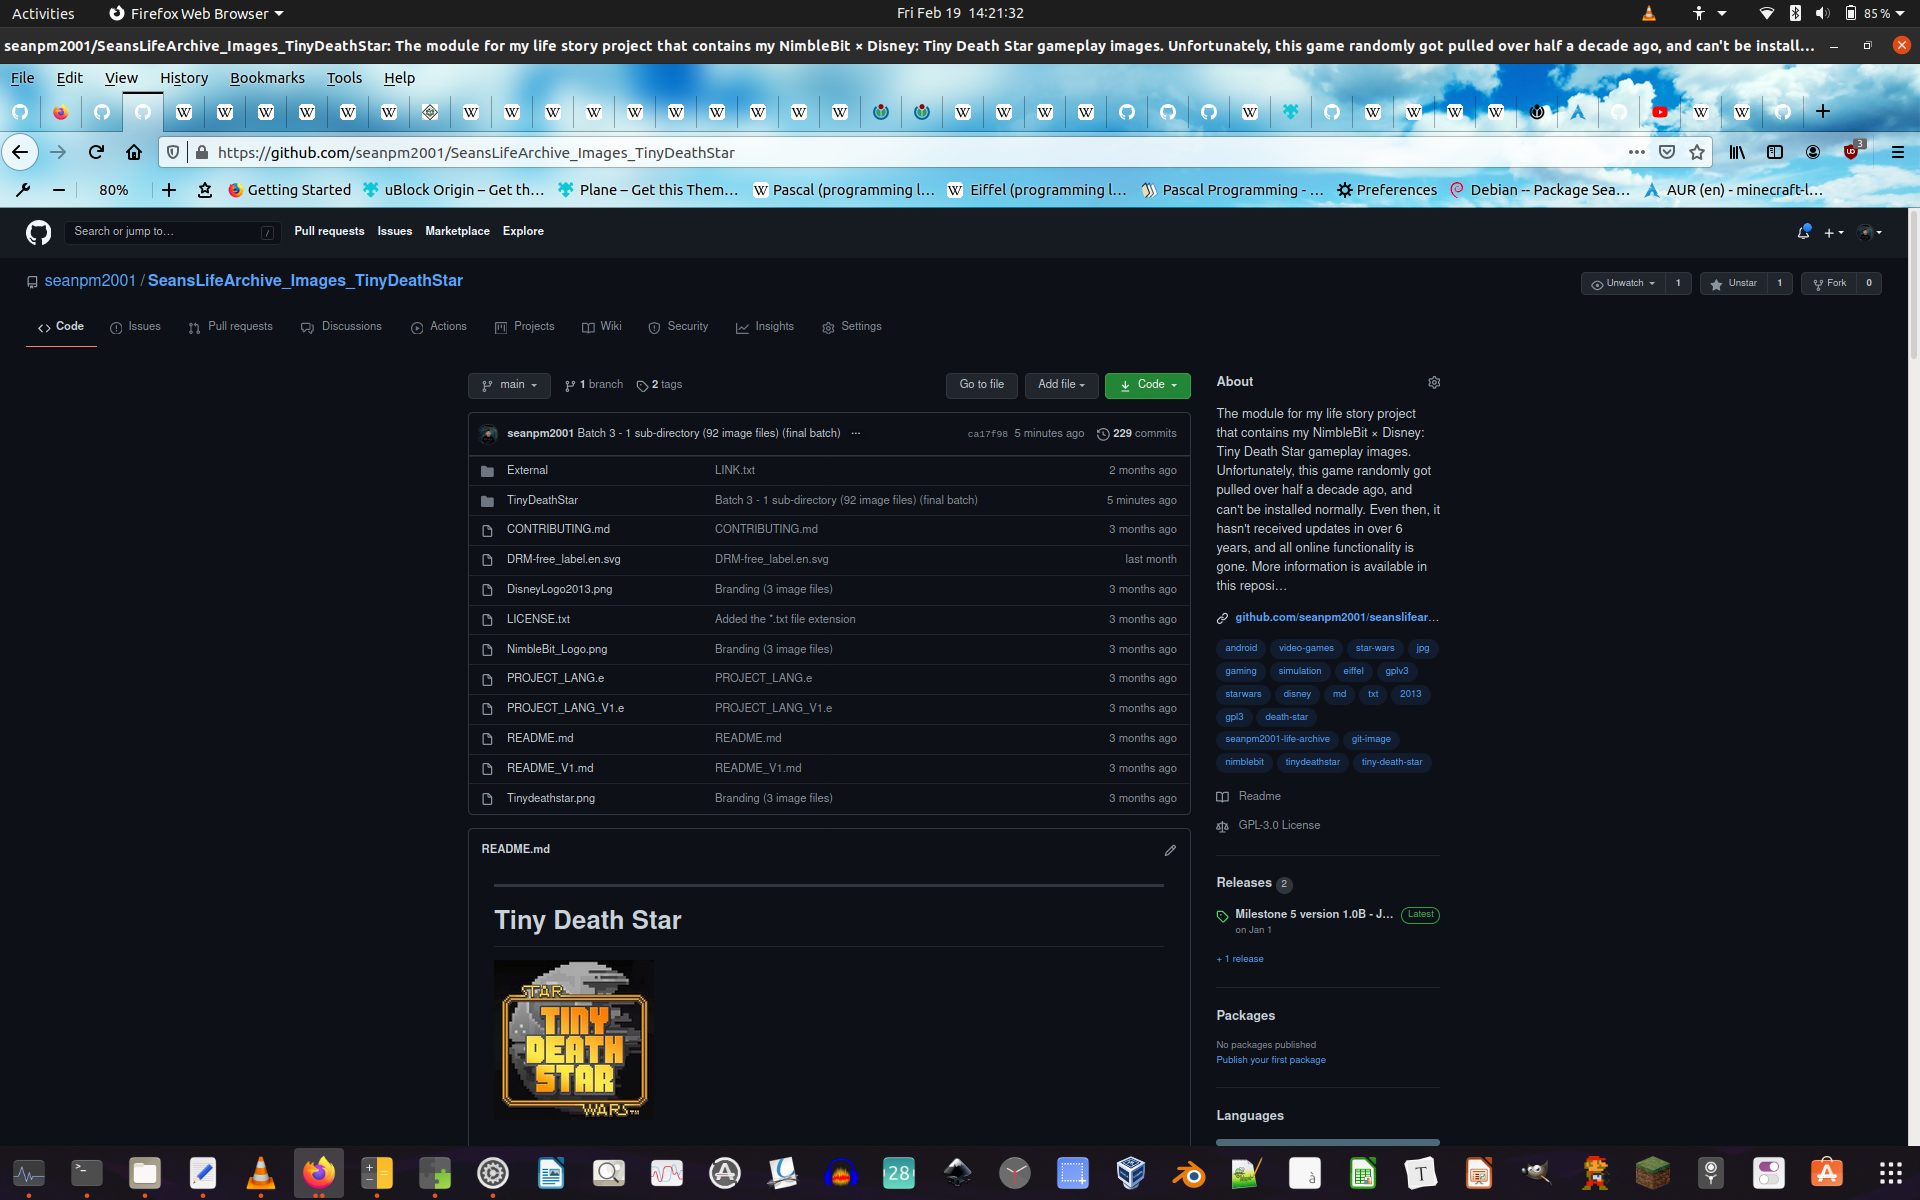 Activities Firefox Web Browser Fri Feb 19 14:21:32 85 %
seanpm2001/SeansLifeArchive_Images_TinyDeathStar: The module for my life story project that contains my NimbleBit × Disney: Tiny Death Star gameplay images. Unfortunately, this game randomly got pulled over half a decade ago, and can't be install…
File Edit View History Bookmarks Tools Help
https://github.com/seanpm2001/SeansLifeArchive_Images_TinyDeathStar 3
80% Getting Started uBlock Origin – Get th… Plane – Get this Them… Pascal (programming l… Eiffel (programming l… Pascal Programming - … Preferences Debian -- Package Sea… AUR (en) - minecraft-l…
Search or jump to… / Pull requests Issues Marketplace Explore
seanpm2001 / SeansLifeArchive_Images_TinyDeathStar Unwatch 1 Unstar 1 Fork 0
Code Issues Pull requests Discussions Actions Projects Wiki Security Insights Settings
main 1 branch 2 tags Go to file Add file Code
seanpm2001 Batch 3 - 1 sub-directory (92 image files) (final batch) … ca17f98 5 minutes ago 229 commits
External LINK.txt 2 months ago
TinyDeathStar Batch 3 - 1 sub-directory (92 image files) (final batch) 5 minutes ago
CONTRIBUTING.md CONTRIBUTING.md 3 months ago
DRM-free_label.en.svg DRM-free_label.en.svg last month
DisneyLogo2013.png Branding (3 image files) 3 months ago
LICENSE.txt Added the *.txt file extension 3 months ago
NimbleBit_Logo.png Branding (3 image files) 3 months ago
PROJECT_LANG.e PROJECT_LANG.e 3 months ago
PROJECT_LANG_V1.e PROJECT_LANG_V1.e 3 months ago
README.md README.md 3 months ago
README_V1.md README_V1.md 3 months ago
Tinydeathstar.png Branding (3 image files) 3 months ago
README.md
Tiny Death Star
STAR
TINY
DEATH
STAR
WARS™
About
The module for my life story project
that contains my NimbleBit × Disney:
Tiny Death Star gameplay images.
Unfortunately, this game randomly got
pulled over half a decade ago, and
can't be installed normally. Even then, it
hasn't received updates in over 6
years, and all online functionality is
gone. More information is available in
this reposi…
github.com/seanpm2001/seanslifear…
android video-games star-wars jpg
gaming simulation eiffel gplv3
starwars disney md txt 2013
gpl3 death-star
seanpm2001-life-archive git-image
nimblebit tinydeathstar tiny-death-star
Readme
GPL-3.0 License
Releases 2
Milestone 5 version 1.0B - J… Latest
on Jan 1
+ 1 release
Packages
No packages published
Publish your first package
Languages
28